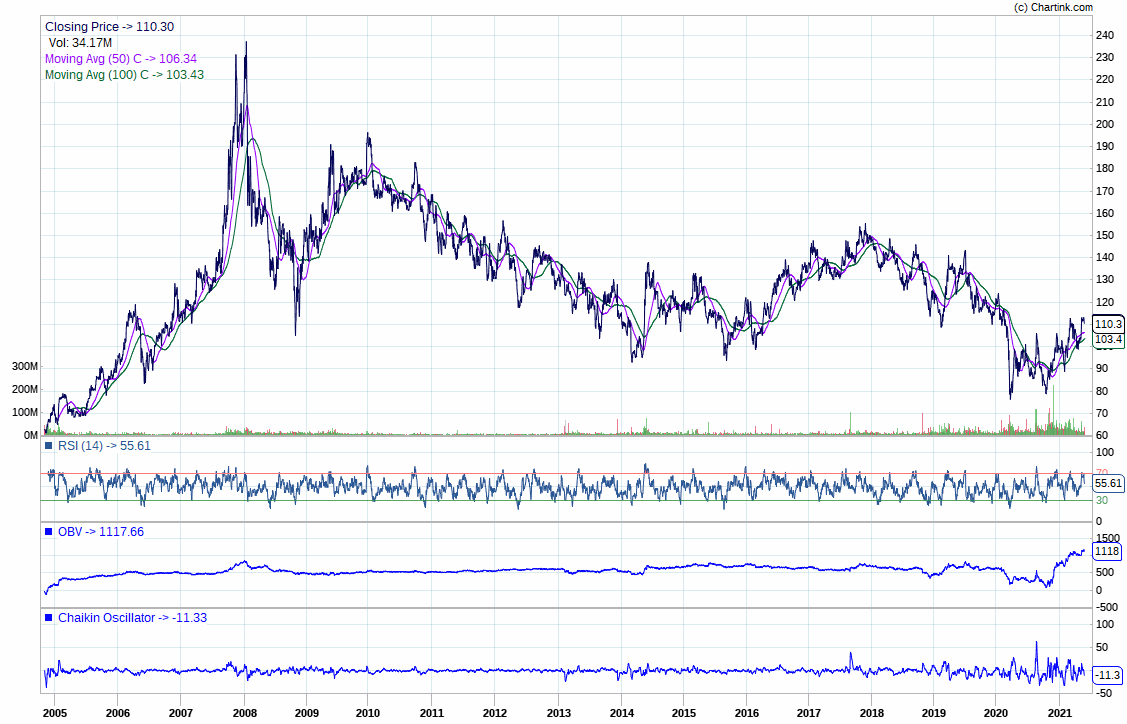 (c) Chartink.com
Closing Price -> 110.30
Vol: 34.17M
Moving Avg (50) C -> 106.34
Moving Avg (100) C -> 103.43
240
230
220
210
200
190
180
170
160
150
140
130
120
110.3
103.4
90
80
70
60
300M
200M
100M
0M
RSI (14) -> 55.61
100
70
55.61
30
0
OBV -> 1117.66
1500
1118
500
0
-500
Chaikin Oscillator -> -11.33
100
50
-11.3
-50
2005 2006 2007 2008 2009 2010 2011 2012 2013 2014 2015 2016 2017 2018 2019 2020 2021